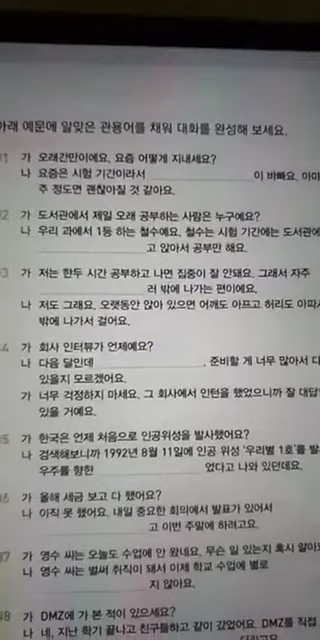 아래 예문에 알맞은 관용어를 채워 대화를 완성해 보세요.
가 오래간만이에요. 요즘 어떻게 지내세요?
나 요즘은 시험 기간이라서 이 바빠요. 아마
주 정도면 괜찮아질 것 같아요.
2 가 도서관에서 제일 오래 공부하는 사람은 누구예요?
나 우리 과에서 1등 하는 철수예요. 철수는 시험 기간에는 도서관에
고 앉아서 공부만 해요.
3 가 저는 한두 시간 공부하고 나면 집중이 잘 안돼요. 그래서 자주
러 밖에 나가는 편이에요.
나 저도 그래요. 오랫동안 앉아 있으면 어깨도 아프고 허리도 아파서
밖에 나가서 걸어요.
4 가 회사 인터뷰가 언제예요?
나 다음 달인데 , 준비할 게 너무 많아서 다
있을지 모르겠어요.
가 너무 걱정하지 마세요. 그 회사에서 인턴을 했었으니까 잘 대답
있을 거예요.
5 가 한국은 언제 처음으로 인공위성을 발사했어요?
나 검색해보니까 1992년 8월 11일에 인공 위성 '우리별 1호'를
우주를 향한 었다고 나와 있던데요.
6 가 올해 세금 보고 다 했어요?
나 아직 못 했어요. 내일 중요한 회의에서 발표가 있어서
고 이번 주말에 하려고요.
7 가 영수 씨는 오늘도 수업에 안 왔네요. 무슨 일 있는지 혹시
나 영수 씨는 벌써 취직이 돼서 이제 학교 수업에 별로
지 않아요.
8 가 DMZ에 가 본 적이 있으세요?
나 네, 지난 학기 끝나고 친구들하고 같이 갔었어요. DMZ를 직접